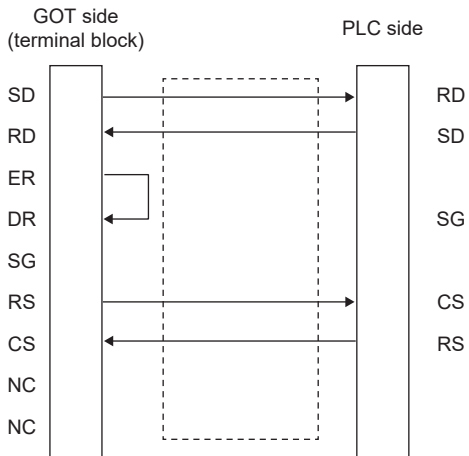 GOT side
(terminal block)
PLC side
SD
RD
RD
SD
ER
DR
SG
SG
RS
CS
CS
RS
NC
NC